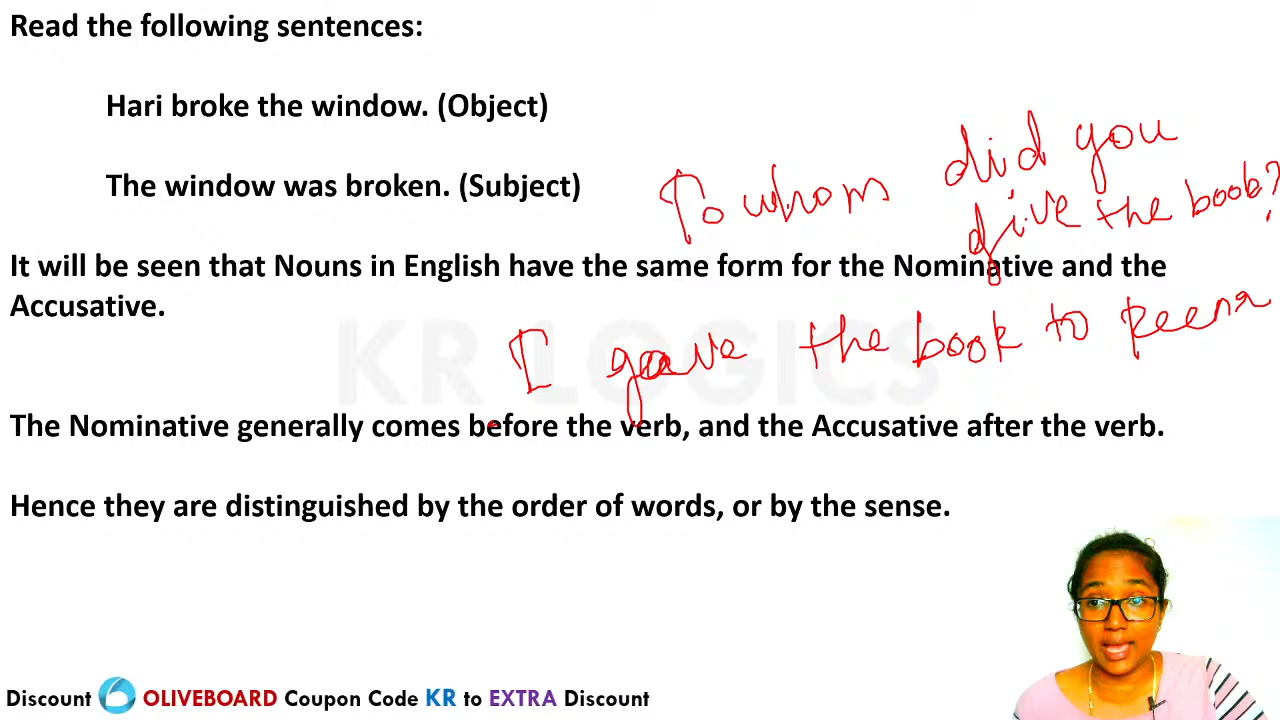 Read the following sentences:
Hari broke the window. (Object)
The window was broken. (Subject)
To whom did you
give the book?
It will be seen that Nouns in English have the same form for the Nominative and the
Accusative.
I gave the book to Reena
KR LOGICS
The Nominative generally comes before the verb, and the Accusative after the verb.
Hence they are distinguished by the order of words, or by the sense.
Discount OLIVEBOARD Coupon Code KR to EXTRA Discount